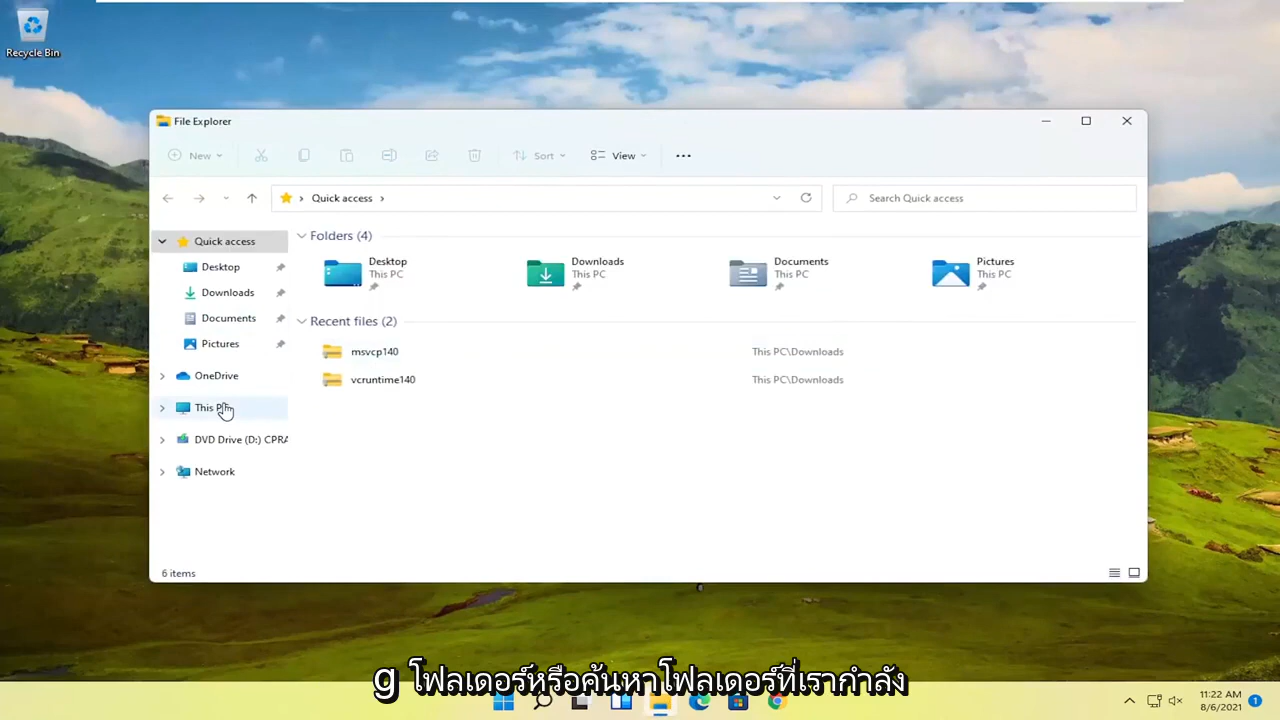 Recycle Bin
File Explorer
New
Sort
View
Quick access
Search Quick access
Quick access
Desktop
Downloads
Documents
Pictures
OneDrive
DVD Drive (D:) CPRA
Network
Folders (4)
Desktop
This PC
Downloads
This PC
Documents
This PC
Pictures
This PC
Recent files (2)
msvcp140
This PC\Downloads
vcruntime140
This PC\Downloads
6 items
g โฟลเดอร์หรือค้นหาโฟลเดอร์ที่เรากำลัง
11:22 AM
8/6/2021
1